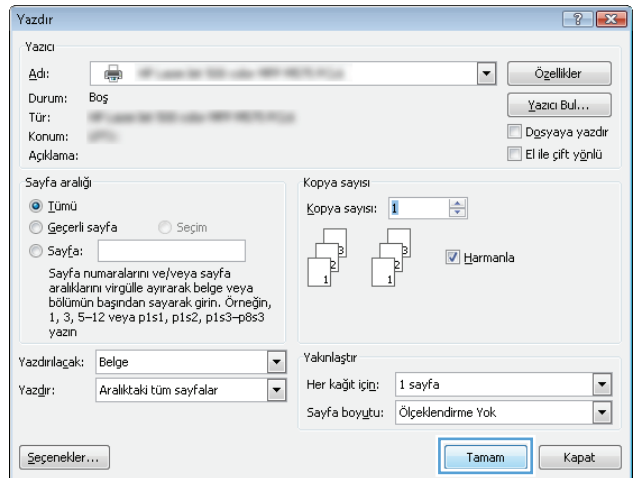 Yazdır
Yazıcı
Adı:
Özellikler
Durum: Boş
Yazıcı Bul...
Tür:
Konum:
Dosyaya yazdır
Açıklama:
El ile çift yönlü
Sayfa aralığı
Tümü
Geçerli sayfa Seçim
Sayfa:
Sayfa numaralarını ve/veya sayfa
aralıklarını virgülle ayırarak belge veya
bölümün başından sayarak girin. Örneğin,
1, 3, 5–12 veya p1s1, p1s2, p1s3–p8s3
yazın
Kopya sayısı
Kopya sayısı: 1
1 2 3 1 2 3
Harmanla
Yazdırılacak: Belge
Yazdır: Aralıktaki tüm sayfalar
Yakınlaştır
Her kağıt için: 1 sayfa
Sayfa boyutu: Ölçeklendirme Yok
Seçenekler...
Tamam
Kapat